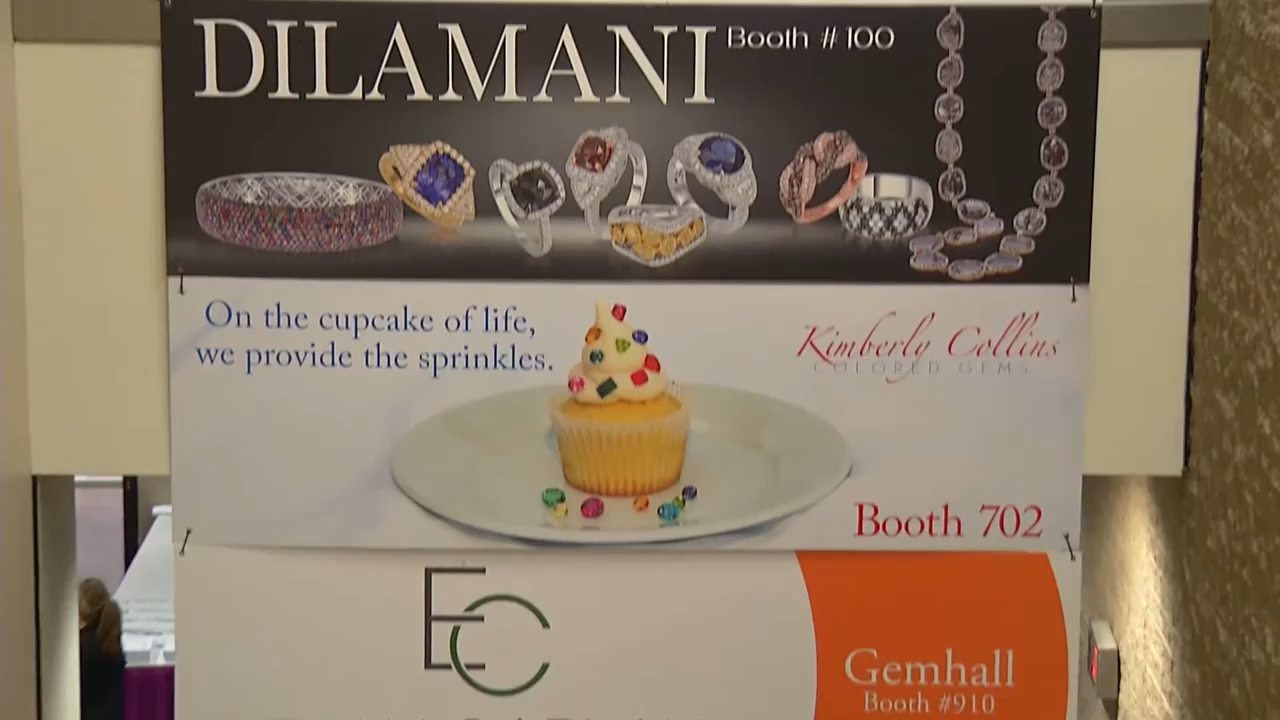 DILAMANI
Booth #100
On the cupcake of life,
we provide the sprinkles.
Kimberly Collins
COLORED GEMS
Booth 702
EC
Gemhall
Booth #910